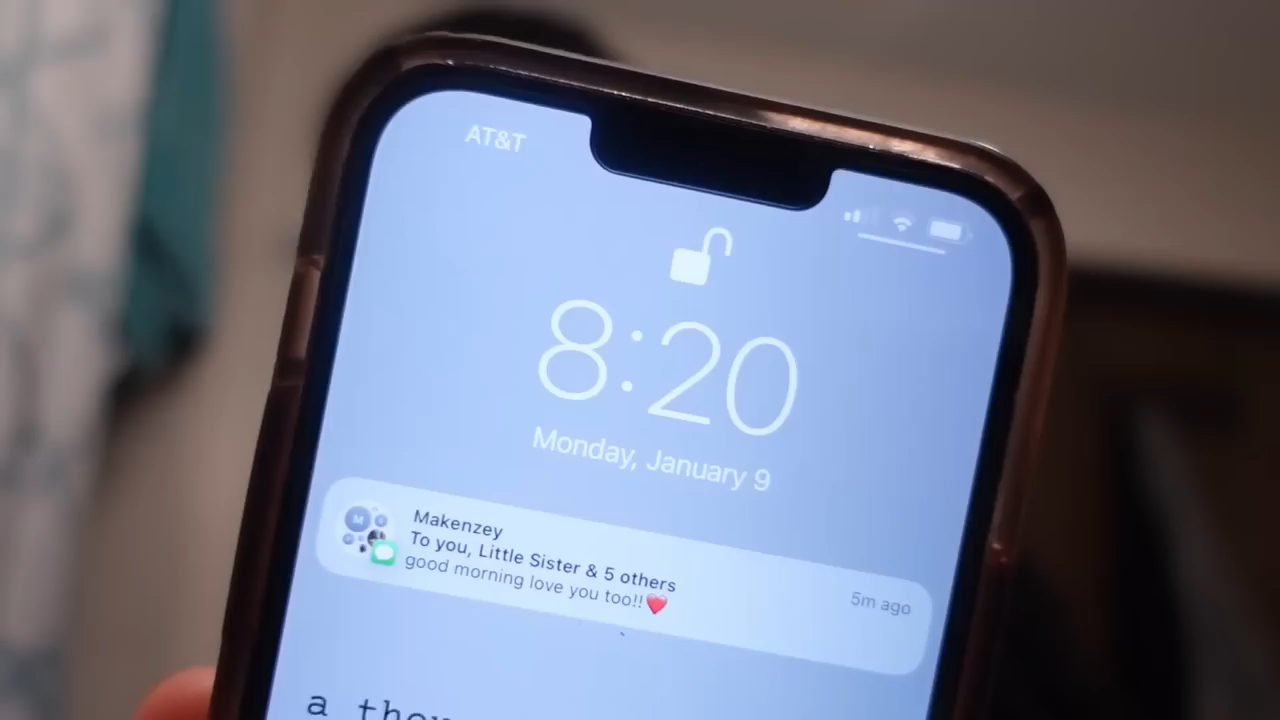 AT&T
8:20
Monday, January 9
Makenzey
To you, Little Sister & 5 others
good morning love you too!!❤️
5m ago
a